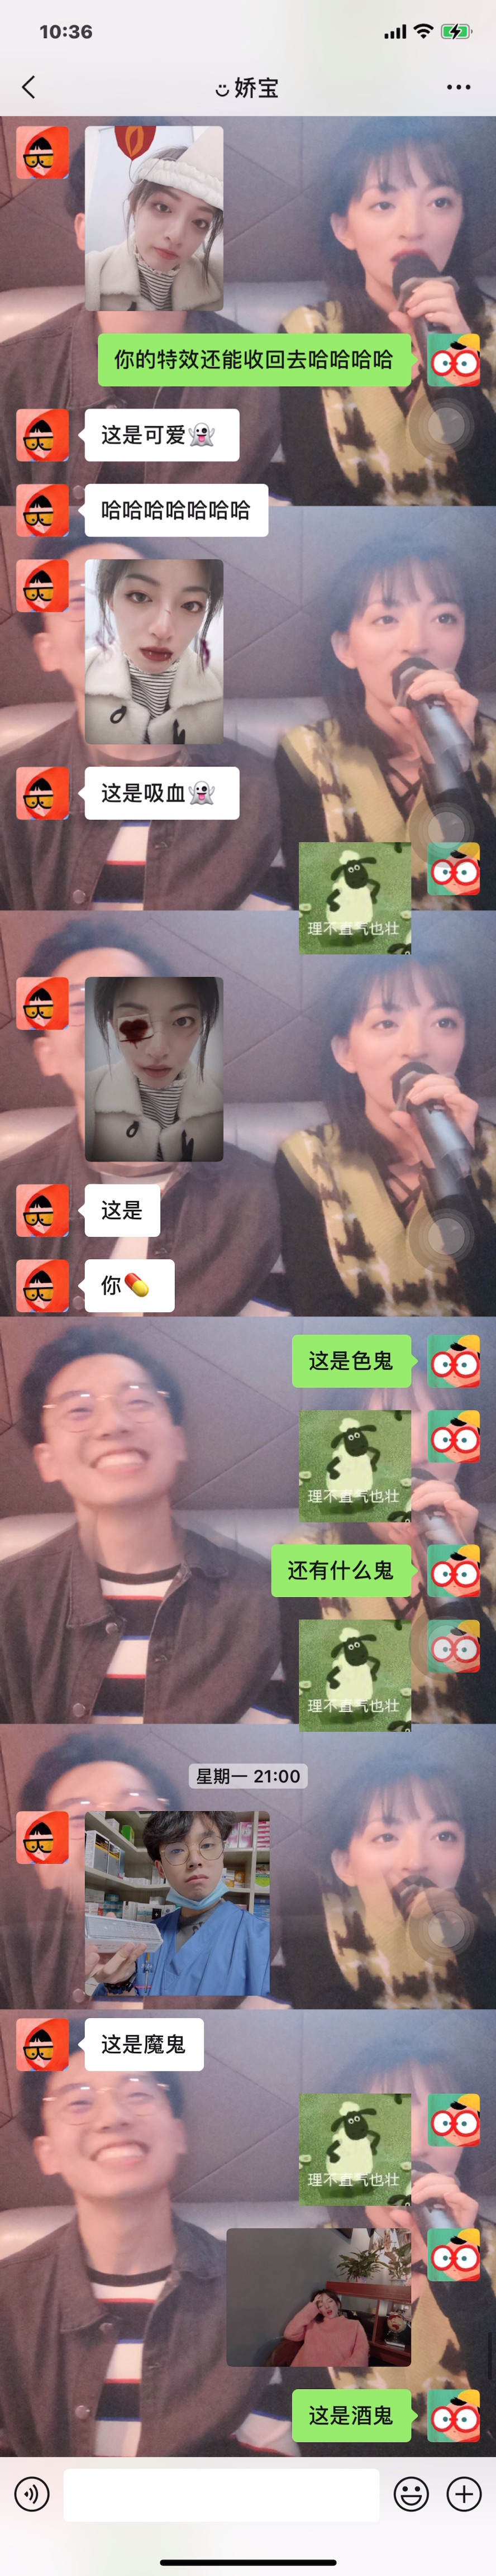 10:36
娇宝
你的特效还能收回去哈哈哈哈
这是可爱👻
哈哈哈哈哈哈哈
这是吸血👻
理不直气也壮
这是
你💊
这是色鬼
理不直气也壮
还有什么鬼
理不直气也壮
星期一 21:00
这是魔鬼
理不直气也壮
这是酒鬼